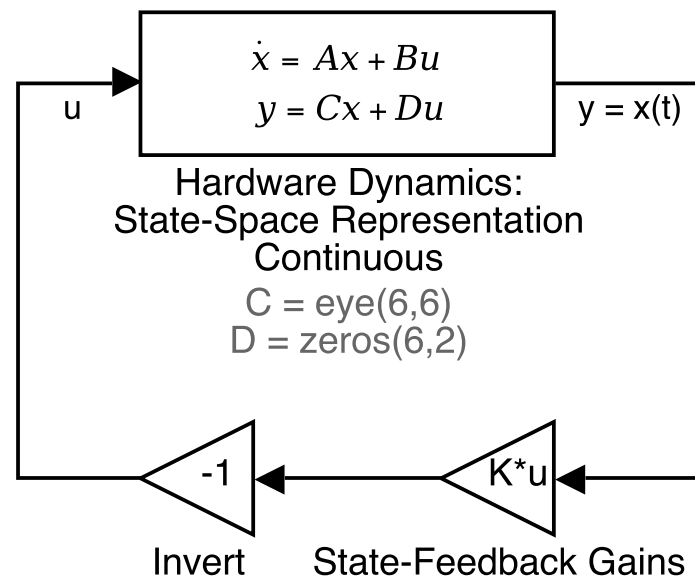 ẋ = Ax + Bu
y = Cx + Du
u
y = x(t)
Hardware Dynamics:
State-Space Representation
Continuous
C = eye(6,6)
D = zeros(6,2)
-1
K*u
Invert
State-Feedback Gains